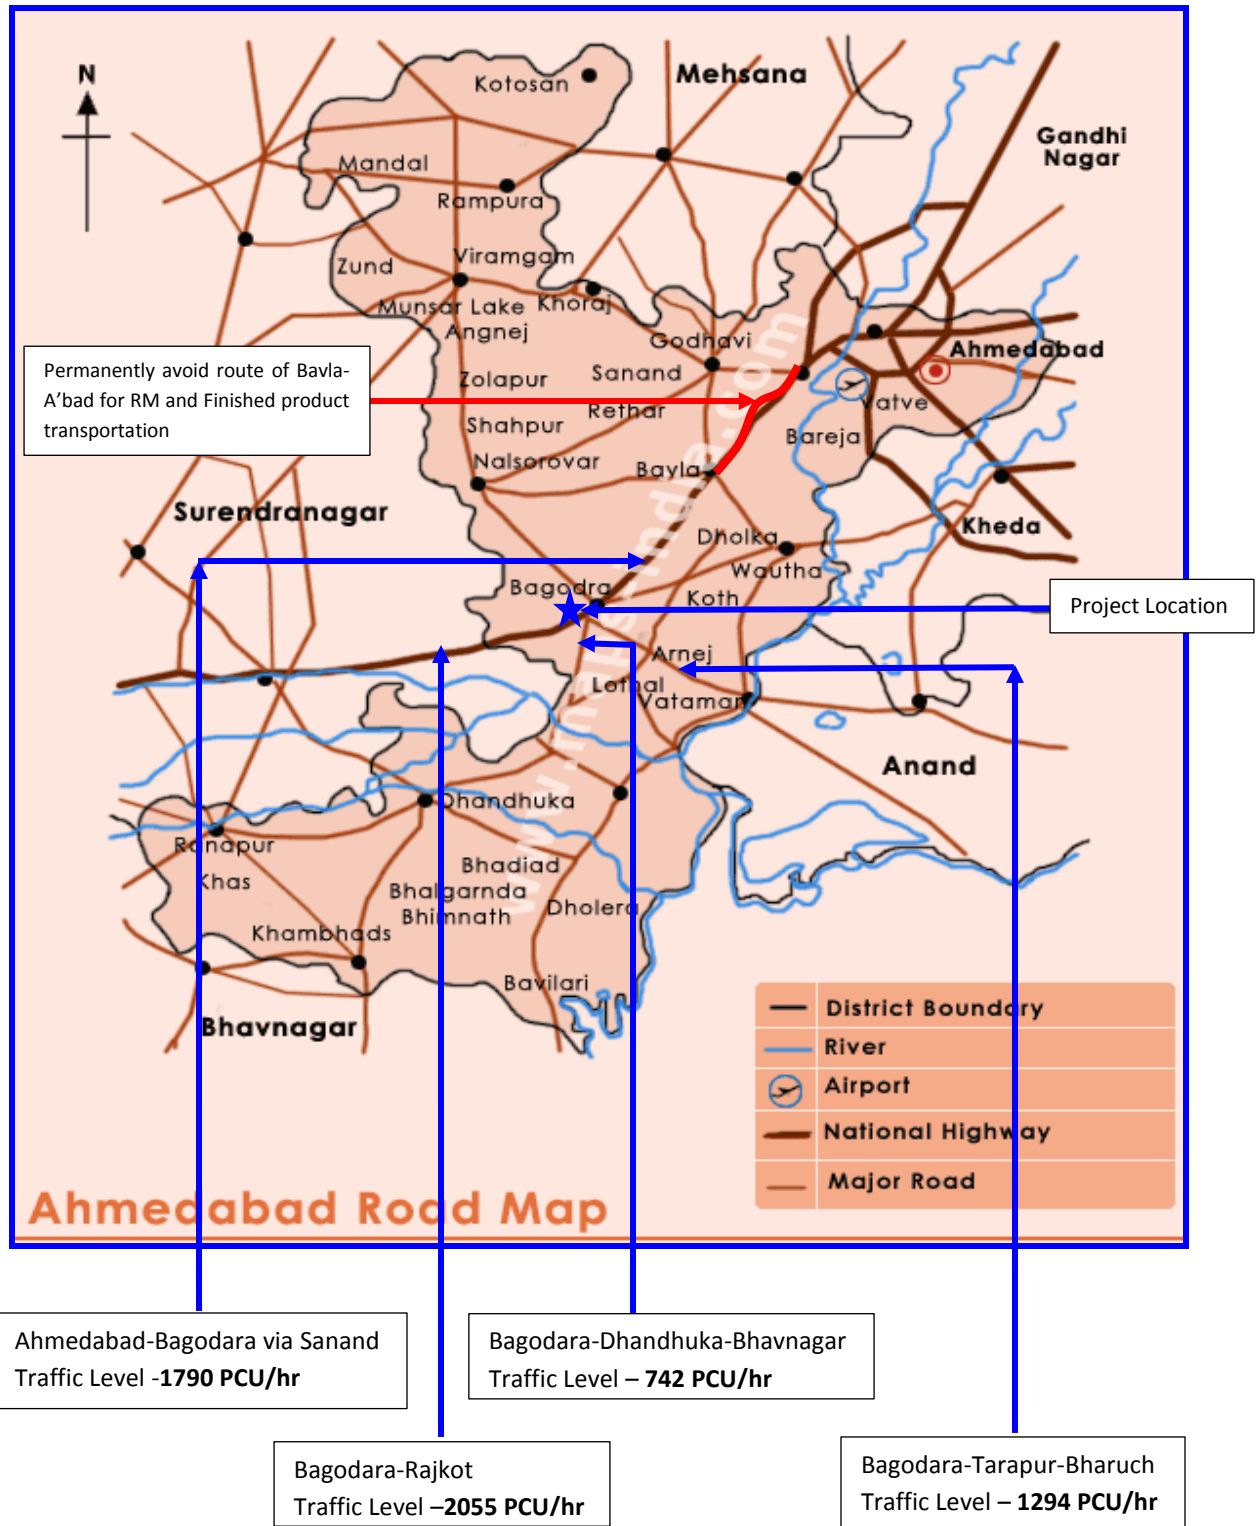 Kotosan
Mehsana
N
Gandhi
Nagar
Mandal
Rampura
Viramgam
Zund
Munsar Lake
Khoraj
Angnej
Godhavi
Ahmedabad
Permanently avoid route of Bavla-
A'bad for RM and Finished product
transportation
Zolapur
Sanand
Rethar
Vatve
Shahpur
Bareja
Nalsorovar
Bayla
Surendranagar
Kheda
Dholka
Wautha
Bagodra
Koth
Project Location
Arnej
Lothal
Vataman
Anand
Dhandhuka
Ranapur
Khas
Bhadiad
Bhalgarnda
Bhimnath
Dholera
Khambhads
Bavilari
Bhavnagar
www.mapsofindia.com
District Boundary
River
Airport
National Highway
Major Road
Ahmedabad Road Map
Ahmedabad-Bagodara via Sanand
Traffic Level -1790 PCU/hr
Bagodara-Dhandhuka-Bhavnagar
Traffic Level – 742 PCU/hr
Bagodara-Rajkot
Traffic Level –2055 PCU/hr
Bagodara-Tarapur-Bharuch
Traffic Level – 1294 PCU/hr